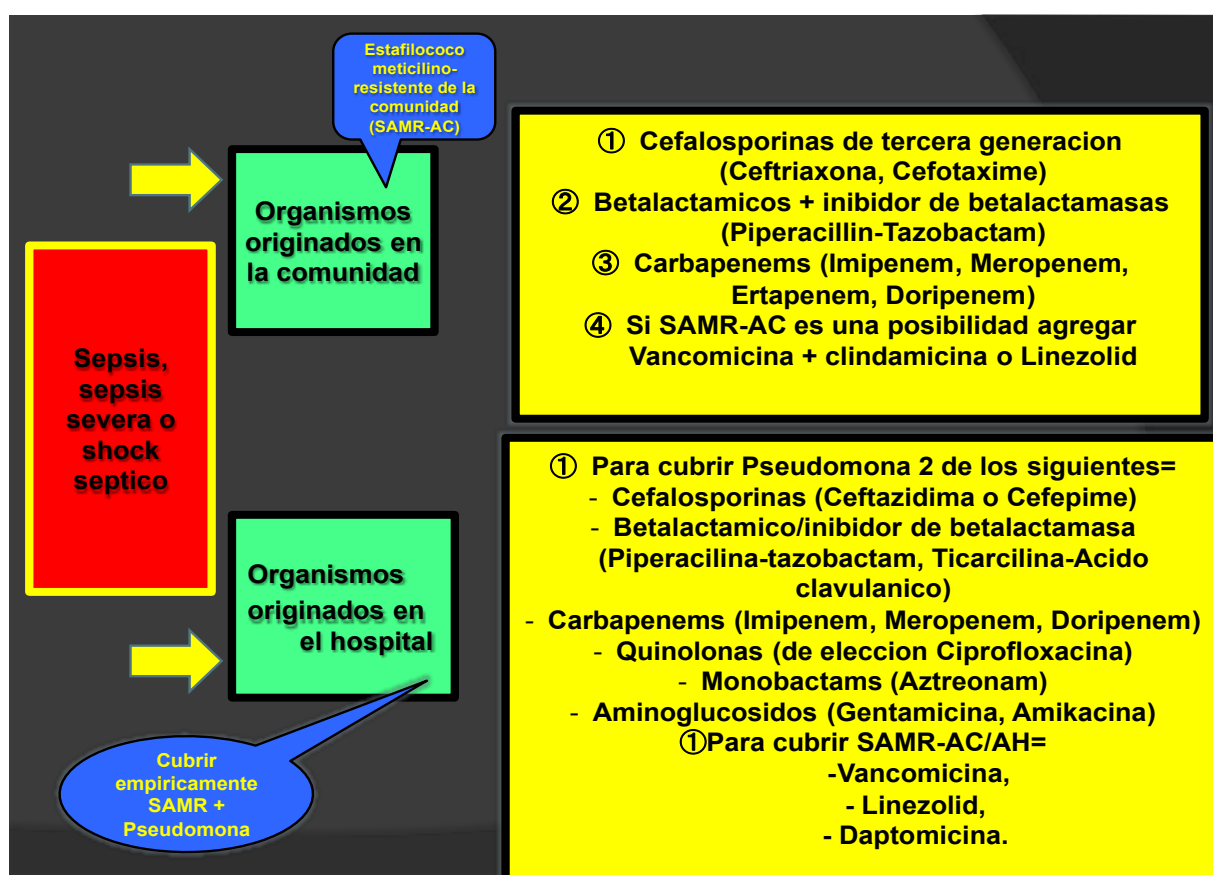 Estafilococo
meticilino-
resistente de la
comunidad
(SAMR-AC)
Organismos
originados en
la comunidad
① Cefalosporinas de tercera generacion
(Ceftriaxona, Cefotaxime)
② Betalactamicos + inibidor de betalactamasas
(Piperacillin-Tazobactam)
③ Carbapenems (Imipenem, Meropenem,
Ertapenem, Doripenem)
④ Si SAMR-AC es una posibilidad agregar
Vancomicina + clindamicina o Linezolid
Sepsis,
sepsis
severa o
shock
septico
Organismos
originados en
el hospital
Cubrir
empiricamente
SAMR +
Pseudomona
① Para cubrir Pseudomona 2 de los siguientes=
- Cefalosporinas (Ceftazidima o Cefepime)
- Betalactamico/inibidor de betalactamasa
(Piperacilina-tazobactam, Ticarcilina-Acido
clavulanico)
- Carbapenems (Imipenem, Meropenem, Doripenem)
- Quinolonas (de eleccion Ciprofloxacina)
- Monobactams (Aztreonam)
- Aminoglucosidos (Gentamicina, Amikacina)
①Para cubrir SAMR-AC/AH=
-Vancomicina,
- Linezolid,
- Daptomicina.